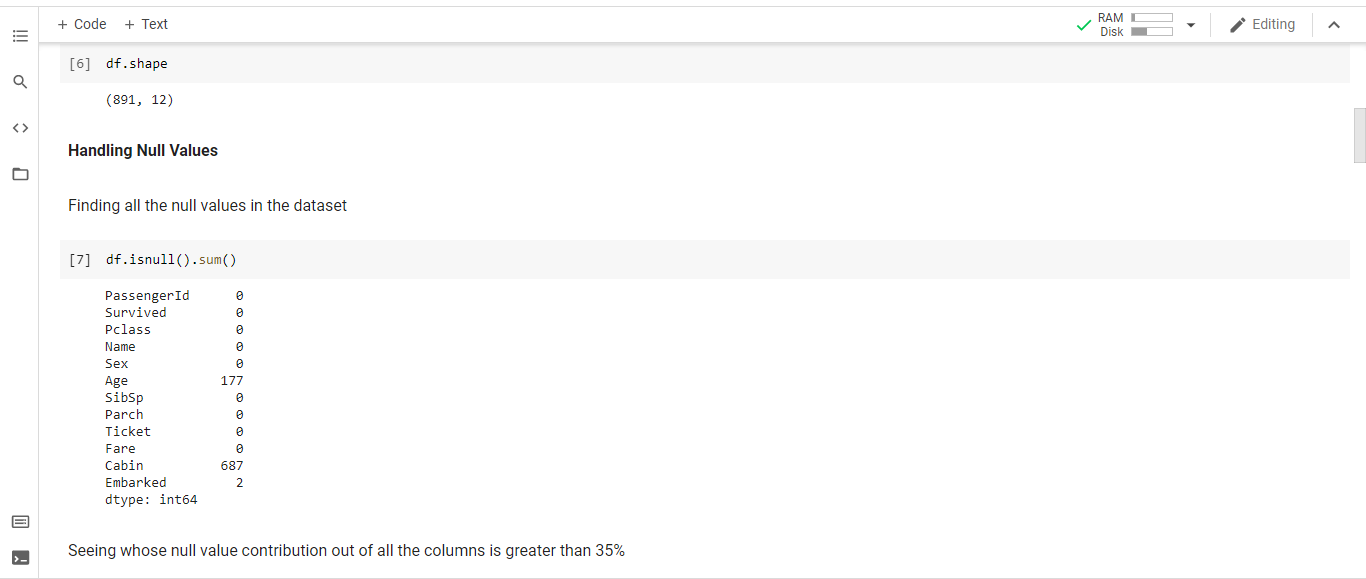 + Code + Text
RAM
Disk
Editing
[6] df.shape
(891, 12)
Handling Null Values
Finding all the null values in the dataset
[7] df.isnull().sum()
PassengerId 0
Survived 0
Pclass 0
Name 0
Sex 0
Age 177
SibSp 0
Parch 0
Ticket 0
Fare 0
Cabin 687
Embarked 2
dtype: int64
Seeing whose null value contribution out of all the columns is greater than 35%